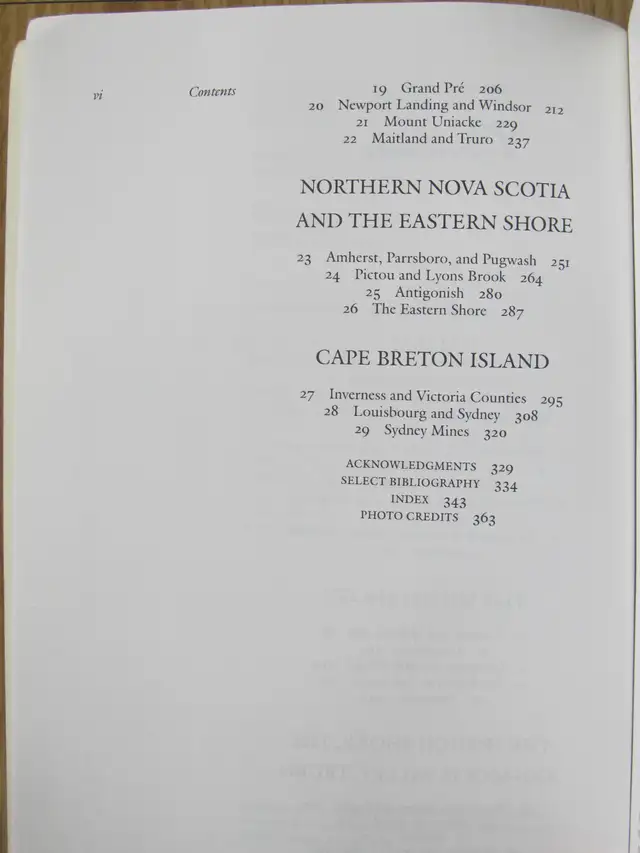 vi Contents
19 Grand Pré 206
20 Newport Landing and Windsor 212
21 Mount Uniacke 229
22 Maitland and Truro 237
NORTHERN NOVA SCOTIA
AND THE EASTERN SHORE
23 Amherst, Parrsboro, and Pugwash 251
24 Pictou and Lyons Brook 264
25 Antigonish 280
26 The Eastern Shore 287
CAPE BRETON ISLAND
27 Inverness and Victoria Counties 295
28 Louisbourg and Sydney 308
29 Sydney Mines 320
ACKNOWLEDGMENTS 329
SELECT BIBLIOGRAPHY 334
INDEX 343
PHOTO CREDITS 363